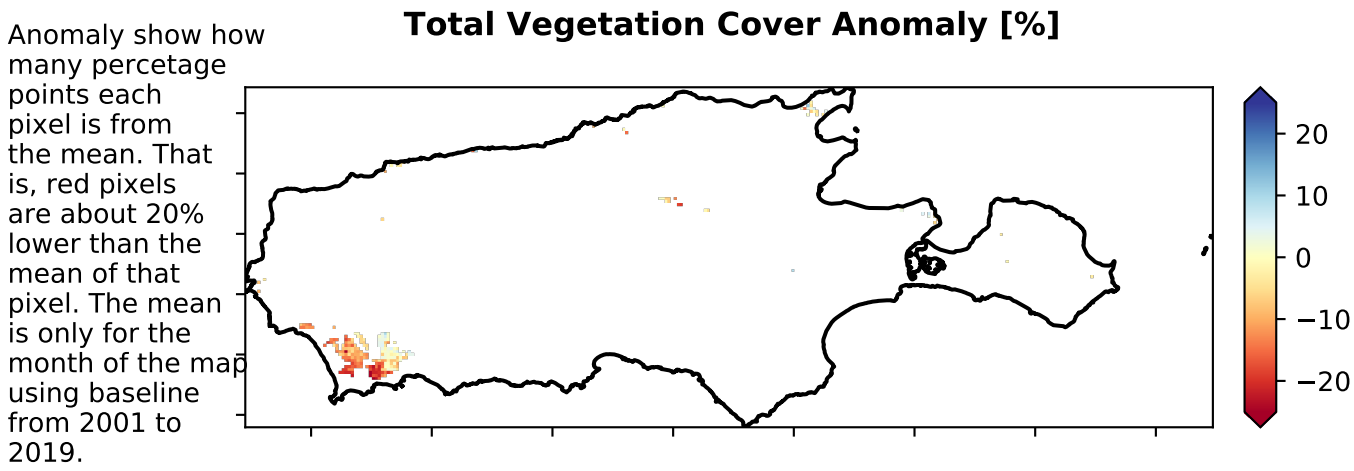 Total Vegetation Cover Anomaly [%]
Anomaly show how
many percetage
points each
pixel is from
the mean. That
is, red pixels
are about 20%
lower than the
mean of that
pixel. The mean
is only for the
month of the map
using baseline
from 2001 to
2019.
20
10
0
−10
−20